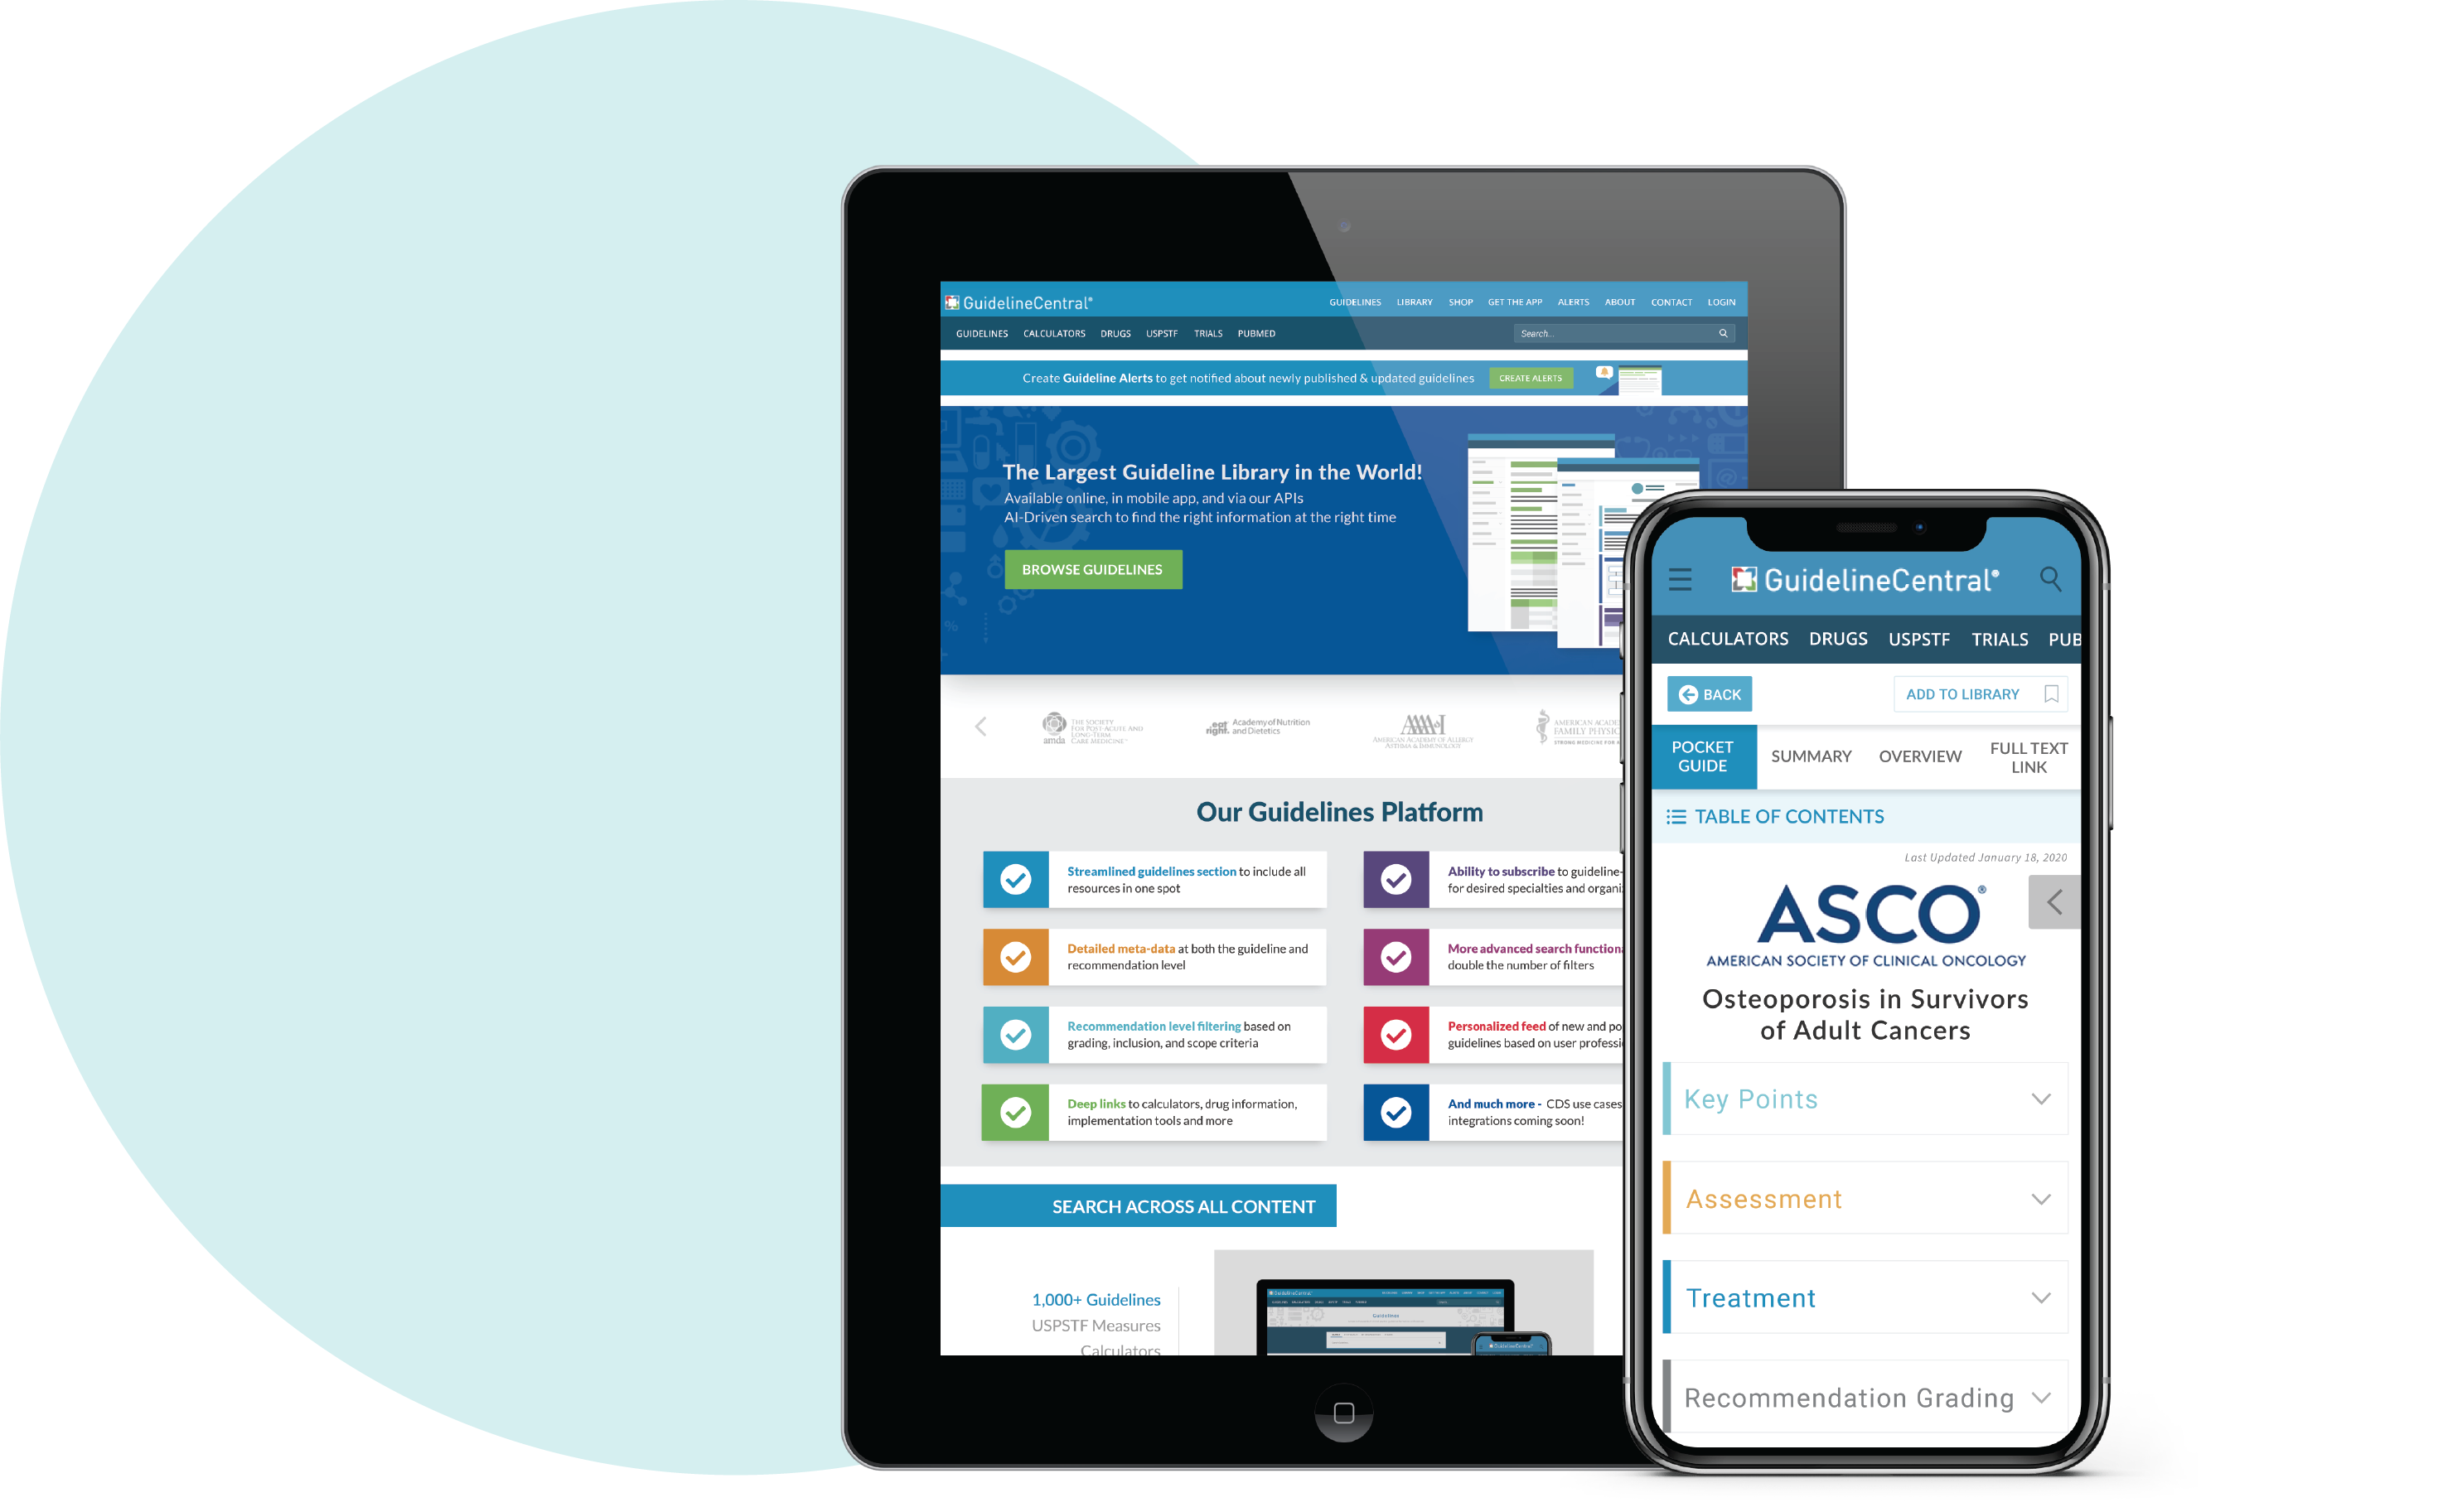 GuidelineCentral®
GUIDELINES LIBRARY SHOP GET THE APP ALERTS ABOUT CONTACT LOGIN
GUIDELINES CALCULATORS DRUGS USPSTF TRIALS PUBMED
Search...
Create Guideline Alerts to get notified about newly published & updated guidelines
CREATE ALERTS
The Largest Guideline Library in the World!
Available online, in mobile app, and via our APIs
AI-Driven search to find the right information at the right time
BROWSE GUIDELINES
THE SOCIETY
FOR POST-ACUTE AND
LONG-TERM
amda CARE MEDICINE™
eat Academy of Nutrition
right. and Dietetics
AAAAI
AMERICAN ACADEMY OF ALLERGY
ASTHMA & IMMUNOLOGY
AMERICAN ACADE
FAMILY PHYSIC
STRONG MEDICINE FOR
Our Guidelines Platform
Streamlined guidelines section to include all
resources in one spot
Ability to subscribe to guideline-
for desired specialties and organi
Detailed meta-data at both the guideline and
recommendation level
More advanced search function
double the number of filters
Recommendation level filtering based on
grading, inclusion, and scope criteria
Personalized feed of new and po
guidelines based on user professi
Deep links to calculators, drug information,
implementation tools and more
And much more - CDS use cases
integrations coming soon!
SEARCH ACROSS ALL CONTENT
1,000+ Guidelines
USPSTF Measures
Calculators
GuidelineCentral®
CALCULATORS DRUGS USPSTF TRIALS PUB
BACK
ADD TO LIBRARY
POCKET
GUIDE
SUMMARY
OVERVIEW
FULL TEXT
LINK
TABLE OF CONTENTS
Last Updated January 18, 2020
ASCO®
AMERICAN SOCIETY OF CLINICAL ONCOLOGY
Osteoporosis in Survivors
of Adult Cancers
Key Points
Assessment
Treatment
Recommendation Grading